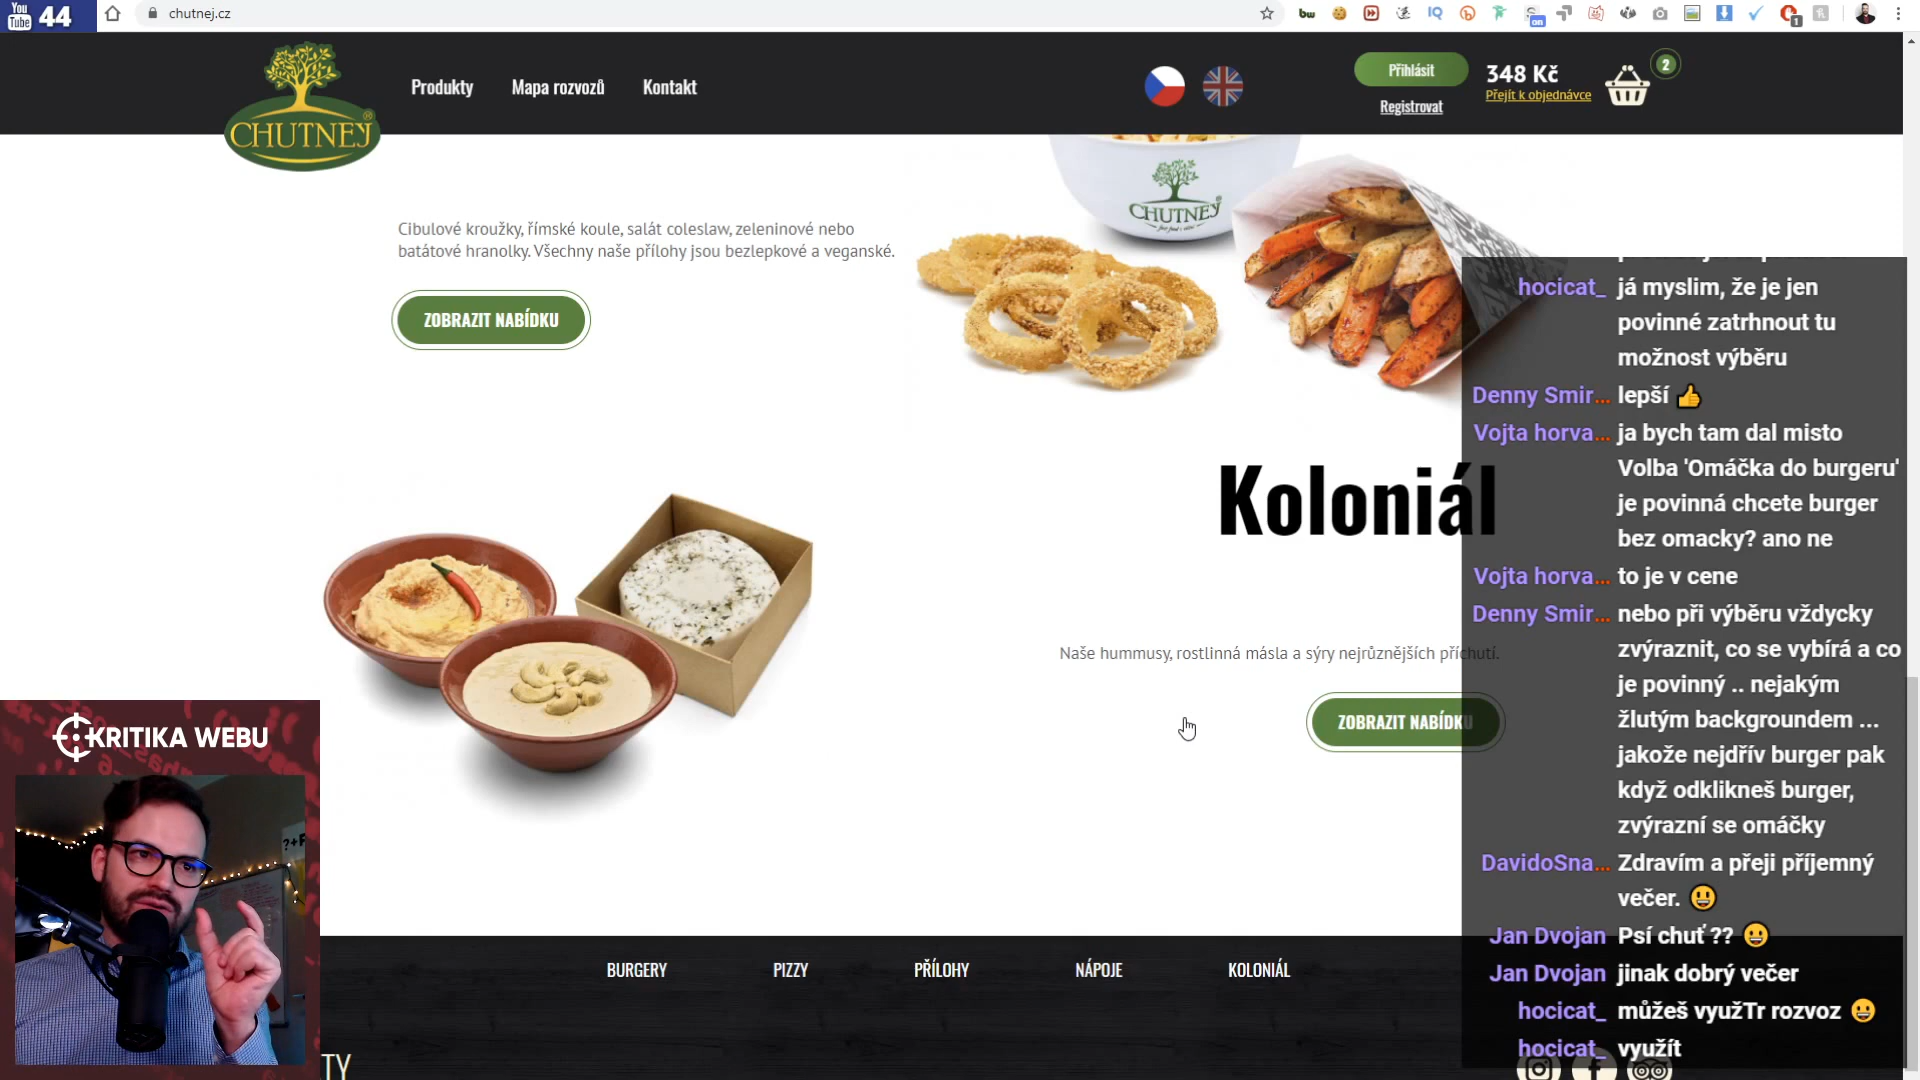 You
Tube 44
chutnej.cz
CHUTNEJ
Produkty
Mapa rozvozů
Kontakt
Přihlásit
Registrovat
348 Kč
Přejít k objednávce
2
CHUTNEJ
Cibulové kroužky, římské koule, salát coleslaw, zeleninové nebo
batátové hranolky. Všechny naše přílohy jsou bezlepkové a veganské.
ZOBRAZIT NABÍDKU
Koloniál
Naše hummusy, rostlinná másla a sýry nejrůznějších příchutí.
ZOBRAZIT NABÍDKU
hocicat_ já myslim, že je jen
povinné zatrhnout tu
možnost výběru
Denny Smir... lepší 👍
Vojta horva... ja bych tam dal misto
Volba 'Omáčka do burgeru'
je povinná chcete burger
bez omacky? ano ne
Vojta horva... to je v cene
Denny Smir... nebo při výběru vždycky
zvýraznit, co se vybírá a co
je povinný .. nejakým
žlutým backgroundem ...
jakože nejdřív burger pak
když odklikneš burger,
zvýrazní se omáčky
DavidoSna... Zdravím a přeji příjemný
večer. 😃
Jan Dvojan Psí chuť ?? 😀
Jan Dvojan jinak dobrý večer
hocicat_ můžeš využTr rozvoz 😀
hocicat_ využít
KRITIKA WEBU
BURGERY
PIZZY
PŘÍLOHY
NÁPOJE
KOLONIÁL
TY